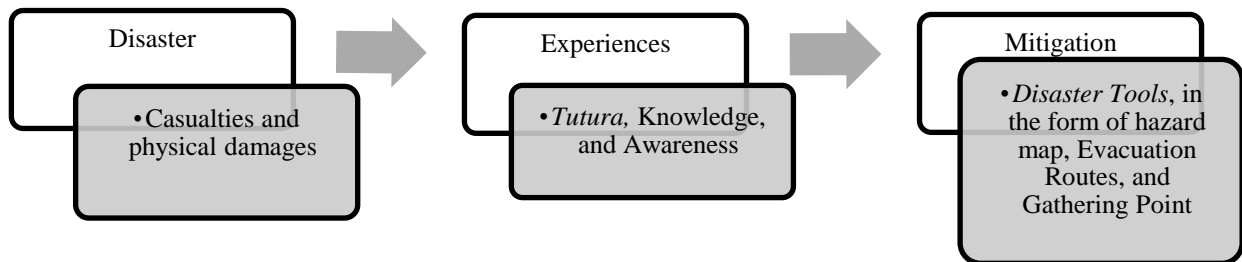 Disaster
•Casualties and
physical damages
Experiences
•Tutura, Knowledge,
and Awareness
Mitigation
•Disaster Tools, in
the form of hazard
map, Evacuation
Routes, and
Gathering Point